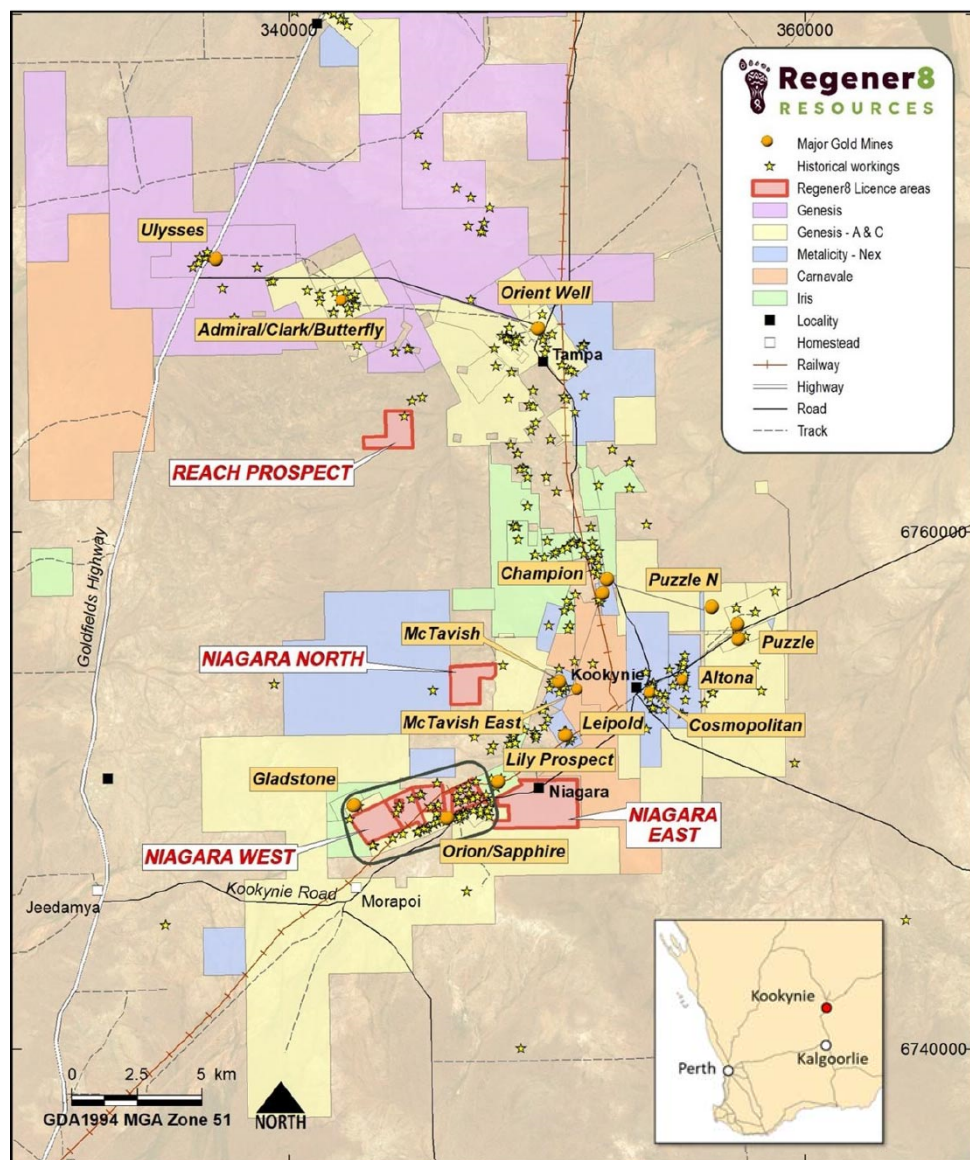 340000
360000
Regener8
RESOURCES
Major Gold Mines
Historical workings
Regener8 Licence areas
Genesis
Genesis - A & C
Metalicity - Nex
Carnevale
Iris
Locality
Homestead
Railway
Highway
Road
Track
Ulysses
Orient Well
Admiral/Clark/Butterfly
Tampa
REACH PROSPECT
6760000
Goldfields Highway
Champion
Puzzle N
McTavish
Puzzle
NIAGARA NORTH
Kookynie
Altona
McTavish East
Leipold
Cosmopolitan
Lily Prospect
Gladstone
Niagara
NIAGARA
EAST
NIAGARA WEST
Orion/Sapphire
Kookynie Road
Jeedamya
Morapoi
Kookynie
Kalgoorlie
Perth
6740000
0 2.5 5 km
GDA1994 MGA Zone 51
NORTH